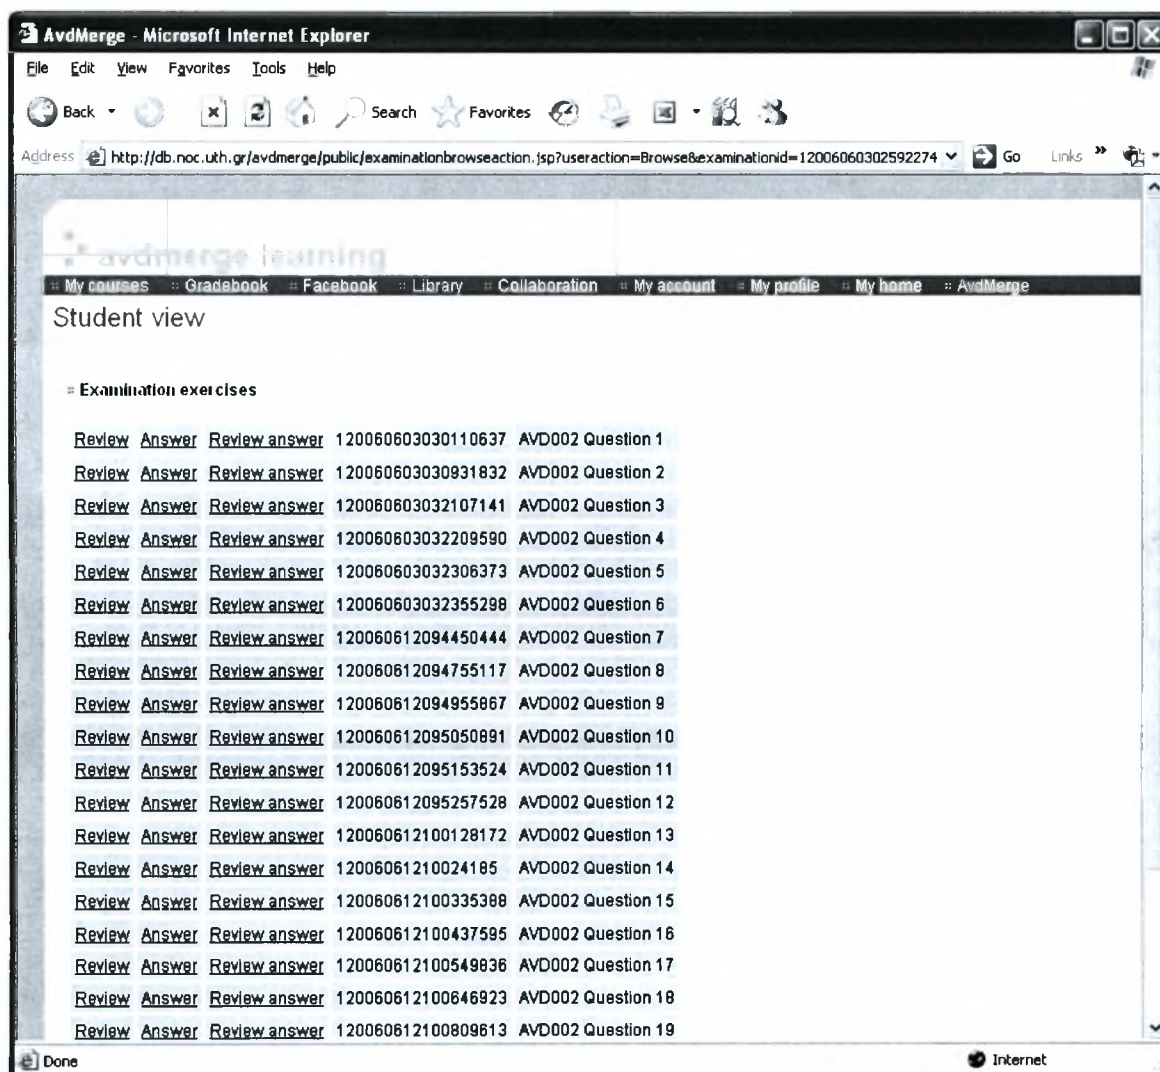 AvdMerge - Microsoft Internet Explorer
File Edit View Favorites Tools Help
Back Search Favorites
Address http://db.noc.uth.gr/avdmerge/public/examinationbrowseaction.jsp?useraction=Browse&examinationid=12006060302592274 Go Links »
avdmerge learning
:: My courses :: Gradebook :: Facebook :: Library :: Collaboration :: My account :: My profile :: My home :: AvdMerge
Student view
:: Examination exercises
Review Answer Review answer 120060603030110637 AVD002 Question 1
Review Answer Review answer 120060603030931832 AVD002 Question 2
Review Answer Review answer 120060603032107141 AVD002 Question 3
Review Answer Review answer 120060603032209590 AVD002 Question 4
Review Answer Review answer 120060603032306373 AVD002 Question 5
Review Answer Review answer 120060603032355298 AVD002 Question 6
Review Answer Review answer 120060612094450444 AVD002 Question 7
Review Answer Review answer 120060612094755117 AVD002 Question 8
Review Answer Review answer 120060612094955867 AVD002 Question 9
Review Answer Review answer 120060612095050891 AVD002 Question 10
Review Answer Review answer 120060612095153524 AVD002 Question 11
Review Answer Review answer 120060612095257528 AVD002 Question 12
Review Answer Review answer 120060612100128172 AVD002 Question 13
Review Answer Review answer 12006061210024185 AVD002 Question 14
Review Answer Review answer 120060612100335388 AVD002 Question 15
Review Answer Review answer 120060612100437595 AVD002 Question 16
Review Answer Review answer 120060612100549836 AVD002 Question 17
Review Answer Review answer 120060612100646923 AVD002 Question 18
Review Answer Review answer 120060612100809613 AVD002 Question 19
Done Internet